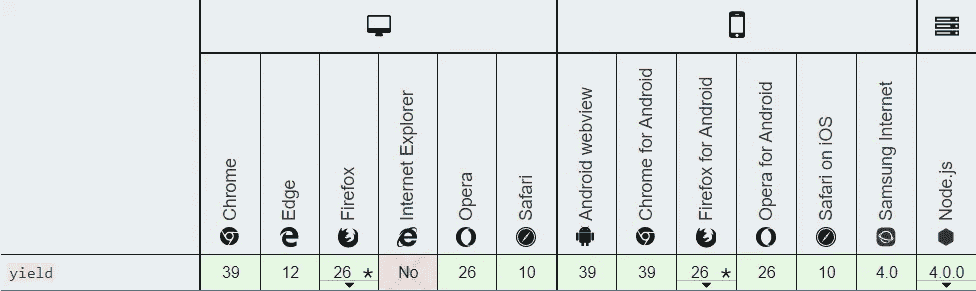 Chrome
Edge
Firefox
Internet Explorer
Opera
Safari
Android webview
Chrome for Android
Firefox for Android
Opera for Android
Safari on iOS
Samsung Internet
Node.js
yield 39 12 26 * No 26 10 39 39 26 * 26 10 4.0 4.0.0